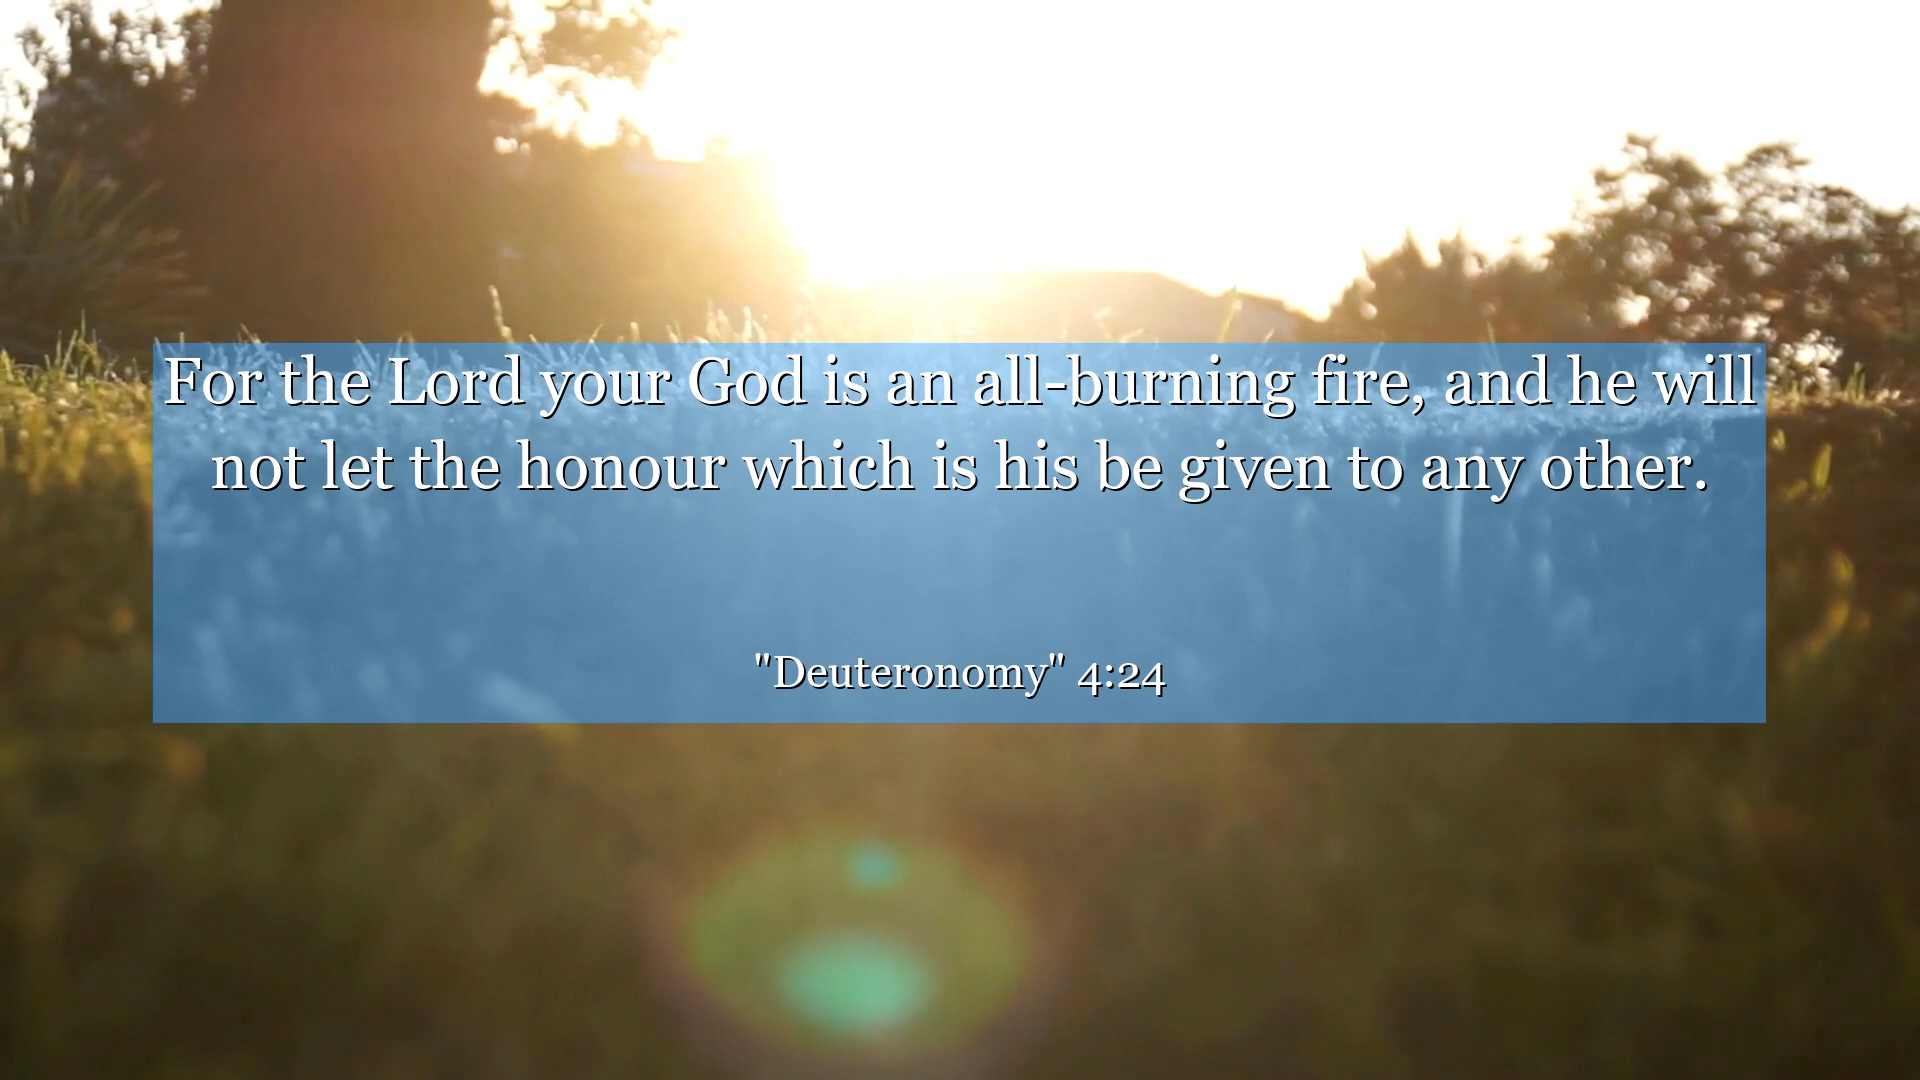 For the Lord your God is an all-burning fire, and he will
not let the honour which is his be given to any other.
"Deuteronomy" 4:24